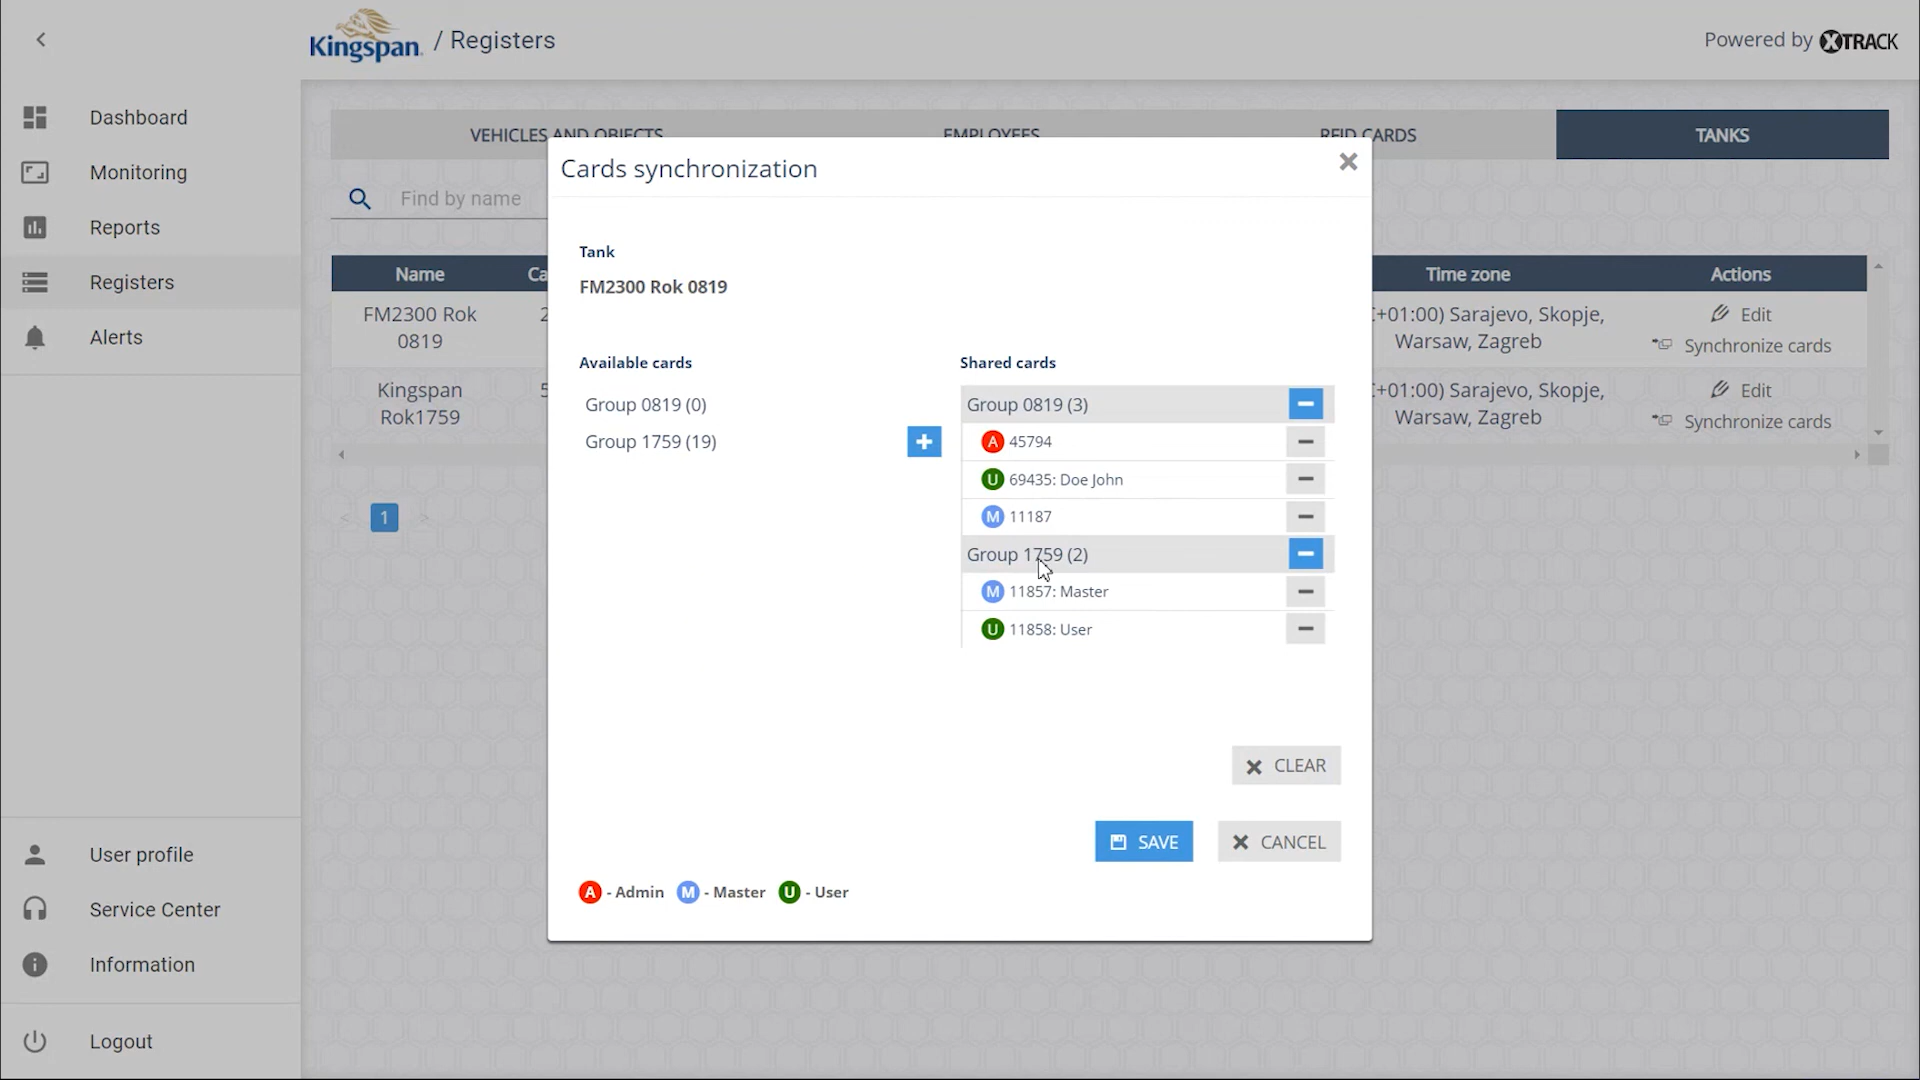 Kingspan / Registers
Powered by XTRACK
Dashboard
Monitoring
Reports
Registers
Alerts
User profile
Service Center
Information
Logout
VEHICLES AND OBJECTS
EMPLOYEES
RFID CARDS
TANKS
Find by name
Name
Ca
Time zone
Actions
FM2300 Rok
0819
2
C+01:00) Sarajevo, Skopje,
Warsaw, Zagreb
Edit
Synchronize cards
Kingspan
Rok1759
5
C+01:00) Sarajevo, Skopje,
Warsaw, Zagreb
Edit
Synchronize cards
< 1 >
Cards synchronization
Tank
FM2300 Rok 0819
Available cards
Group 0819 (0)
Group 1759 (19)
Shared cards
Group 0819 (3)
A 45794
U 69435: Doe John
M 11187
Group 1759 (2)
M 11857: Master
U 11858: User
CLEAR
SAVE
CANCEL
A - Admin M - Master U - User